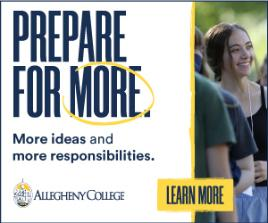 PREPARE
FOR MORE.
More ideas and
more responsibilities.
ALLEGHENY COLLEGE
LEARN MORE